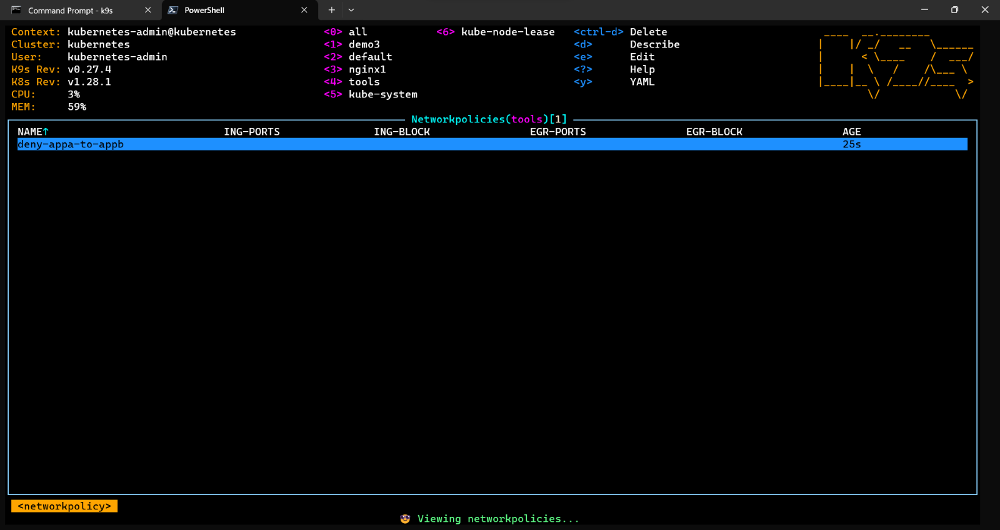 Command Prompt - k9s
PowerShell
Context: kubernetes-admin@kubernetes <0> all <6> kube-node-lease <ctrl-d> Delete
Cluster: kubernetes <1> demo3 <d> Describe
User: kubernetes-admin <2> default <e> Edit
K9s Rev: v0.27.4 <3> nginx1 <?> Help
K8s Rev: v1.28.1 <4> tools <y> YAML
CPU: 3% <5> kube-system
MEM: 59%
Networkpolicies(tools)[1]
NAME↑ ING-PORTS ING-BLOCK EGR-PORTS EGR-BLOCK AGE
deny-appa-to-appb 25s
<networkpolicy>
😎 Viewing networkpolicies...